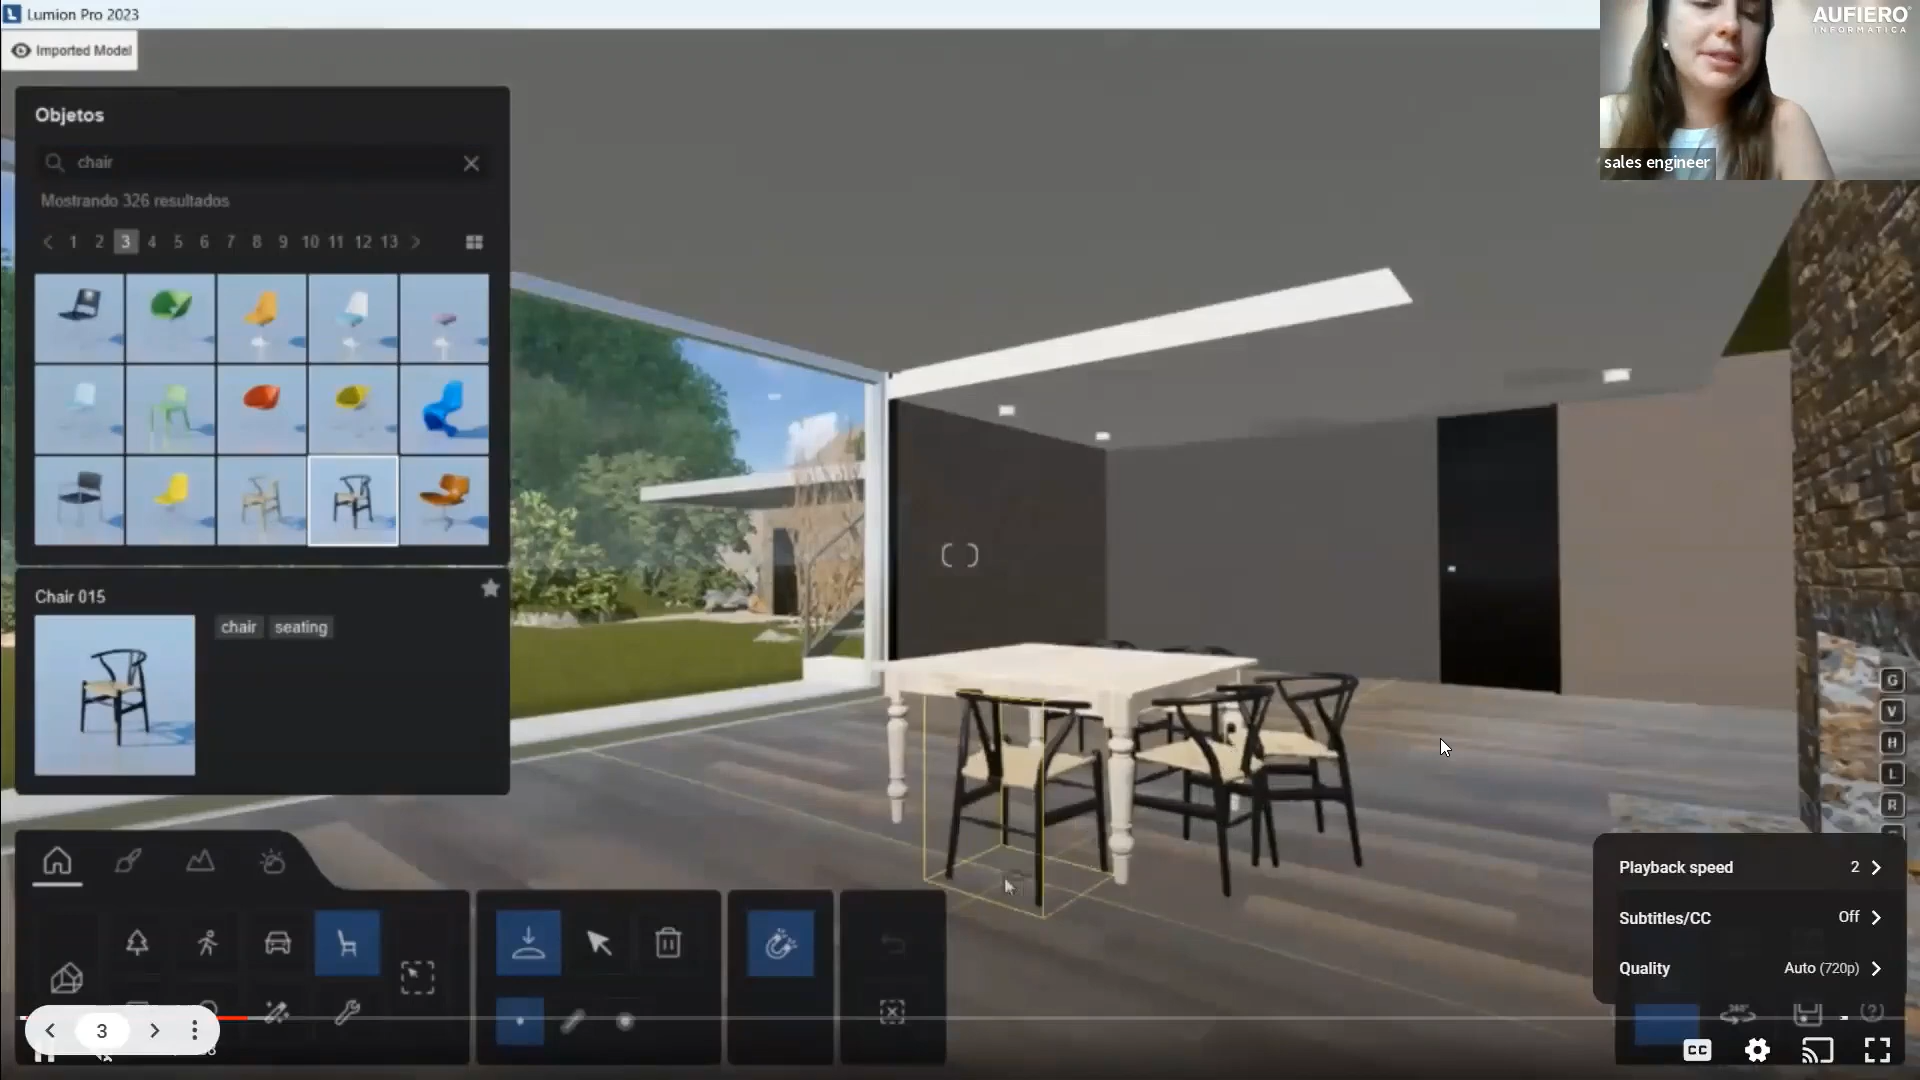 Lumion Pro 2023
AUFIERO
INFORMATICA
Imported Model
Objetos
chair
sales engineer
Mostrando 326 resultados
1 2 3 4 5 6 7 8 9 10 11 12 13
Chair 015
chair seating
G
V
H
L
R
Playback speed 2
Subtitles/CC Off
Quality Auto (720p)
360°
3
CC